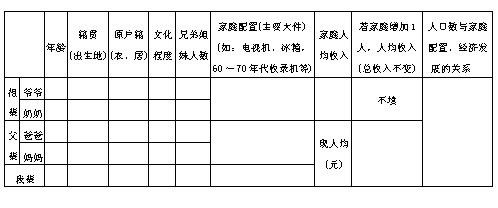 年龄
籍贯
(出生地)
原户籍
(农、居)
文化
程度
兄弟姐
妹人数
家庭配置(主要大件)
(如:电视机、冰箱,
60～70年代收录机等)
家庭人
均收入
若家庭增加1
人,人均收入
(总收入不变)
人口数与家庭
配置、经济发
展的关系
祖辈
爷爷
奶奶
不填
父辈
爸爸
妈妈
现人均
(元)
我辈